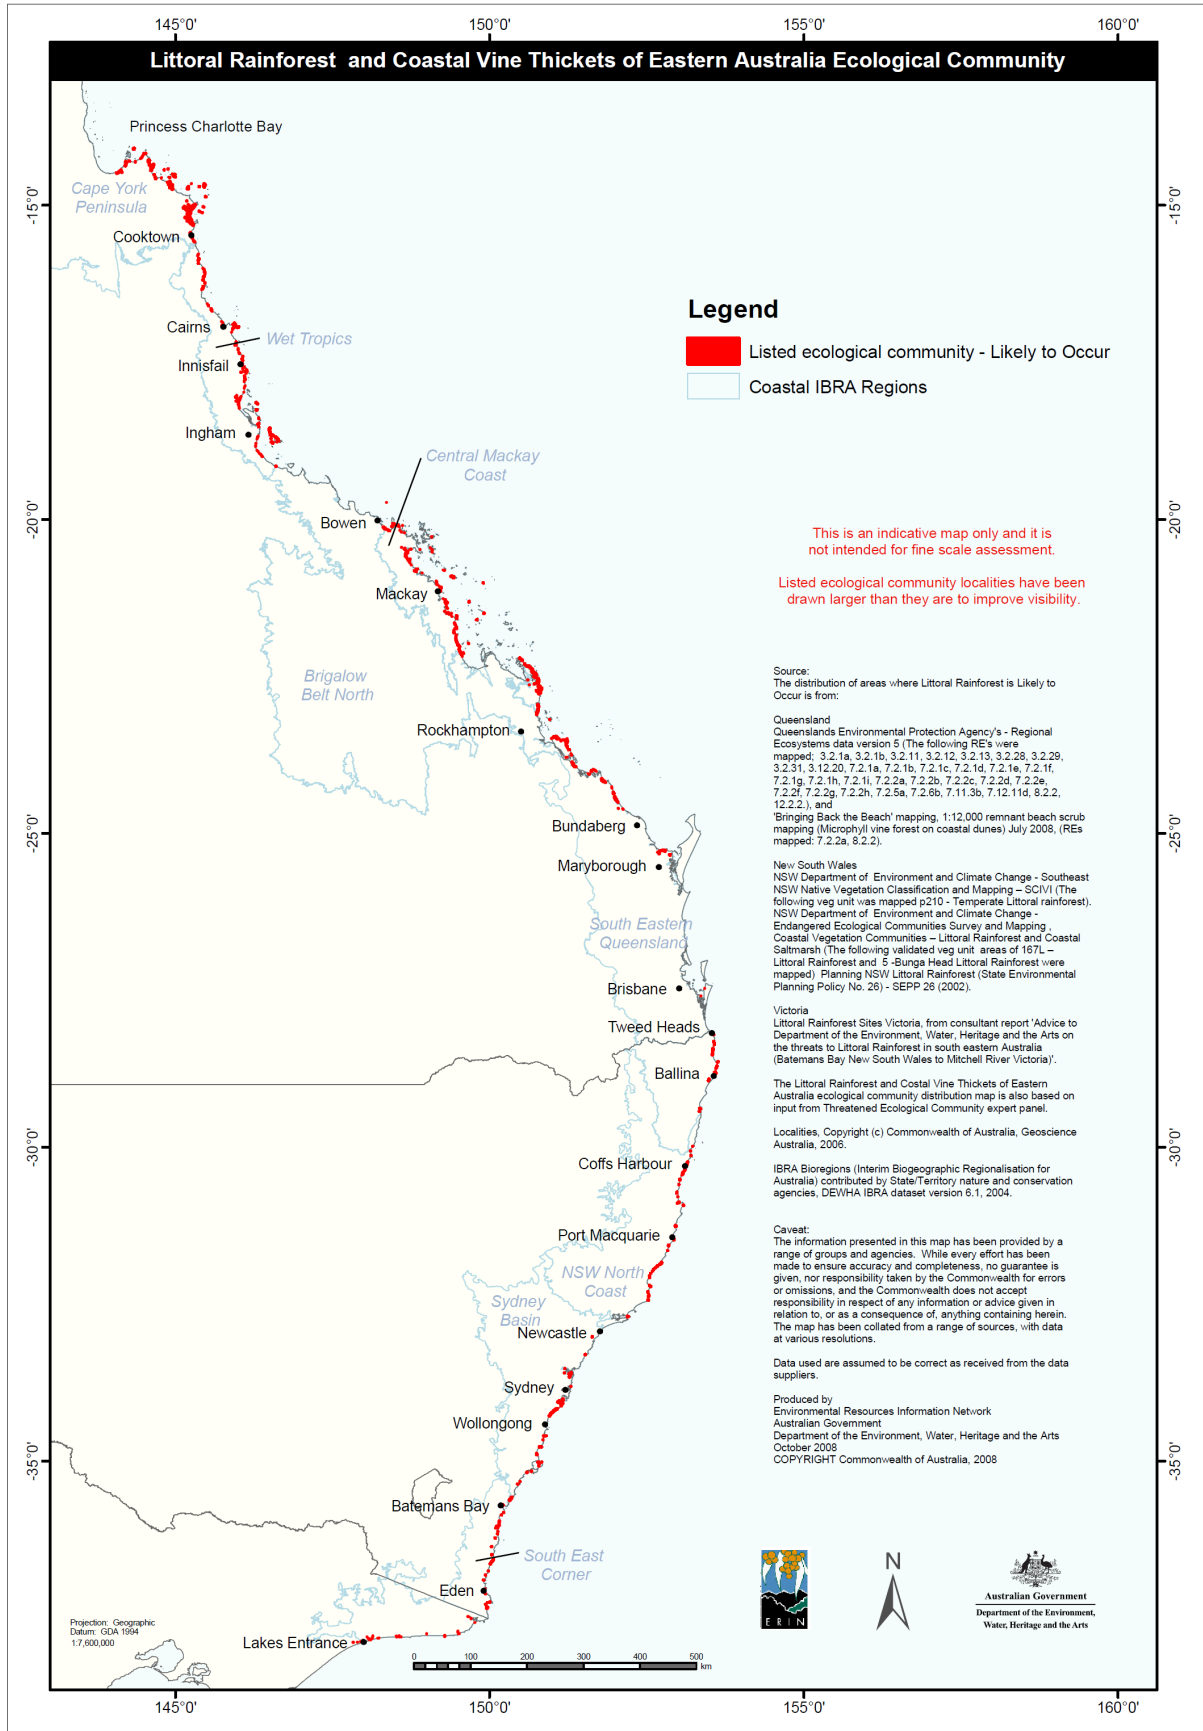 145°0'
150°0'
155°0'
160°0'
Littoral Rainforest and Coastal Vine Thickets of Eastern Australia Ecological Community
Princess Charlotte Bay
Cape York
Peninsula
-15°0'
-15°0'
Cooktown
Legend
Cairns
Wet Tropics
Listed ecological community - Likely to Occur
Innisfail
Coastal IBRA Regions
Ingham
Central Mackay
Coast
-20°0'
-20°0'
Bowen
This is an indicative map only and it is
not intended for fine scale assessment.
Listed ecological community localities have been
drawn larger than they are to improve visibility.
Mackay
Brigalow
Belt North
Rockhampton
Bundaberg
-25°0'
-25°0'
Maryborough
South Eastern
Queensland
Brisbane
Tweed Heads
Ballina
-30°0'
-30°0'
Coffs Harbour
Port Macquarie
NSW North
Coast
Sydney
Basin
Newcastle
Sydney
Wollongong
-35°0'
-35°0'
Batemans Bay
South East
Corner
Eden
Lakes Entrance
Source:
The distribution of areas where Littoral Rainforest is Likely to
Occur is from:
Queensland
Queenslands Environmental Protection Agency's - Regional
Ecosystems data version 5 (The following RE's were
mapped; 3.2.1a, 3.2.1b, 3.2.11, 3.2.12, 3.2.13, 3.2.28, 3.2.29,
3.2.31, 3.12.20, 7.2.1a, 7.2.1b, 7.2.1c, 7.2.1d, 7.2.1e, 7.2.1f,
7.2.1g, 7.2.1h, 7.2.1i, 7.2.2a, 7.2.2b, 7.2.2c, 7.2.2d, 7.2.2e,
7.2.2f, 7.2.2g, 7.2.2h, 7.2.5a, 7.2.6b, 7.11.3b, 7.12.11d, 8.2.2,
12.2.2.), and
'Bringing Back the Beach' mapping, 1:12,000 remnant beach scrub
mapping (Microphyll vine forest on coastal dunes) July 2008, (REs
mapped: 7.2.2a, 8.2.2).
New South Wales
NSW Department of Environment and Climate Change - Southeast
NSW Native Vegetation Classification and Mapping – SCIVI (The
following veg unit was mapped p210 - Temperate Littoral rainforest).
NSW Department of Environment and Climate Change -
Endangered Ecological Communities Survey and Mapping ,
Coastal Vegetation Communities – Littoral Rainforest and Coastal
Saltmarsh (The following validated veg unit areas of 167L –
Littoral Rainforest and 5 -Bunga Head Littoral Rainforest were
mapped) Planning NSW Littoral Rainforest (State Environmental
Planning Policy No. 26) - SEPP 26 (2002).
Victoria
Littoral Rainforest Sites Victoria, from consultant report 'Advice to
Department of the Environment, Water, Heritage and the Arts on
the threats to Littoral Rainforest in south eastern Australia
(Batemans Bay New South Wales to Mitchell River Victoria)'.
The Littoral Rainforest and Costal Vine Thickets of Eastern
Australia ecological community distribution map is also based on
input from Threatened Ecological Community expert panel.
Localities, Copyright (c) Commonwealth of Australia, Geoscience
Australia, 2006.
IBRA Bioregions (Interim Biogeographic Regionalisation for
Australia) contributed by State/Territory nature and conservation
agencies, DEWHA IBRA dataset version 6.1, 2004.
Caveat:
The information presented in this map has been provided by a
range of groups and agencies. While every effort has been
made to ensure accuracy and completeness, no guarantee is
given, nor responsibility taken by the Commonwealth for errors
or omissions, and the Commonwealth does not accept
responsibility in respect of any information or advice given in
relation to, or as a consequence of, anything containing herein.
The map has been collated from a range of sources, with data
at various resolutions.
Data used are assumed to be correct as received from the data
suppliers.
Produced by
Environmental Resources Information Network
Australian Government
Department of the Environment, Water, Heritage and the Arts
October 2008
COPYRIGHT Commonwealth of Australia, 2008
ERIN
N
Australian Government
Department of the Environment,
Water, Heritage and the Arts
Projection: Geographic
Datum: GDA 1994
1:7,600,000
0 100 200 300 400 500
km
145°0'
150°0'
155°0'
160°0'